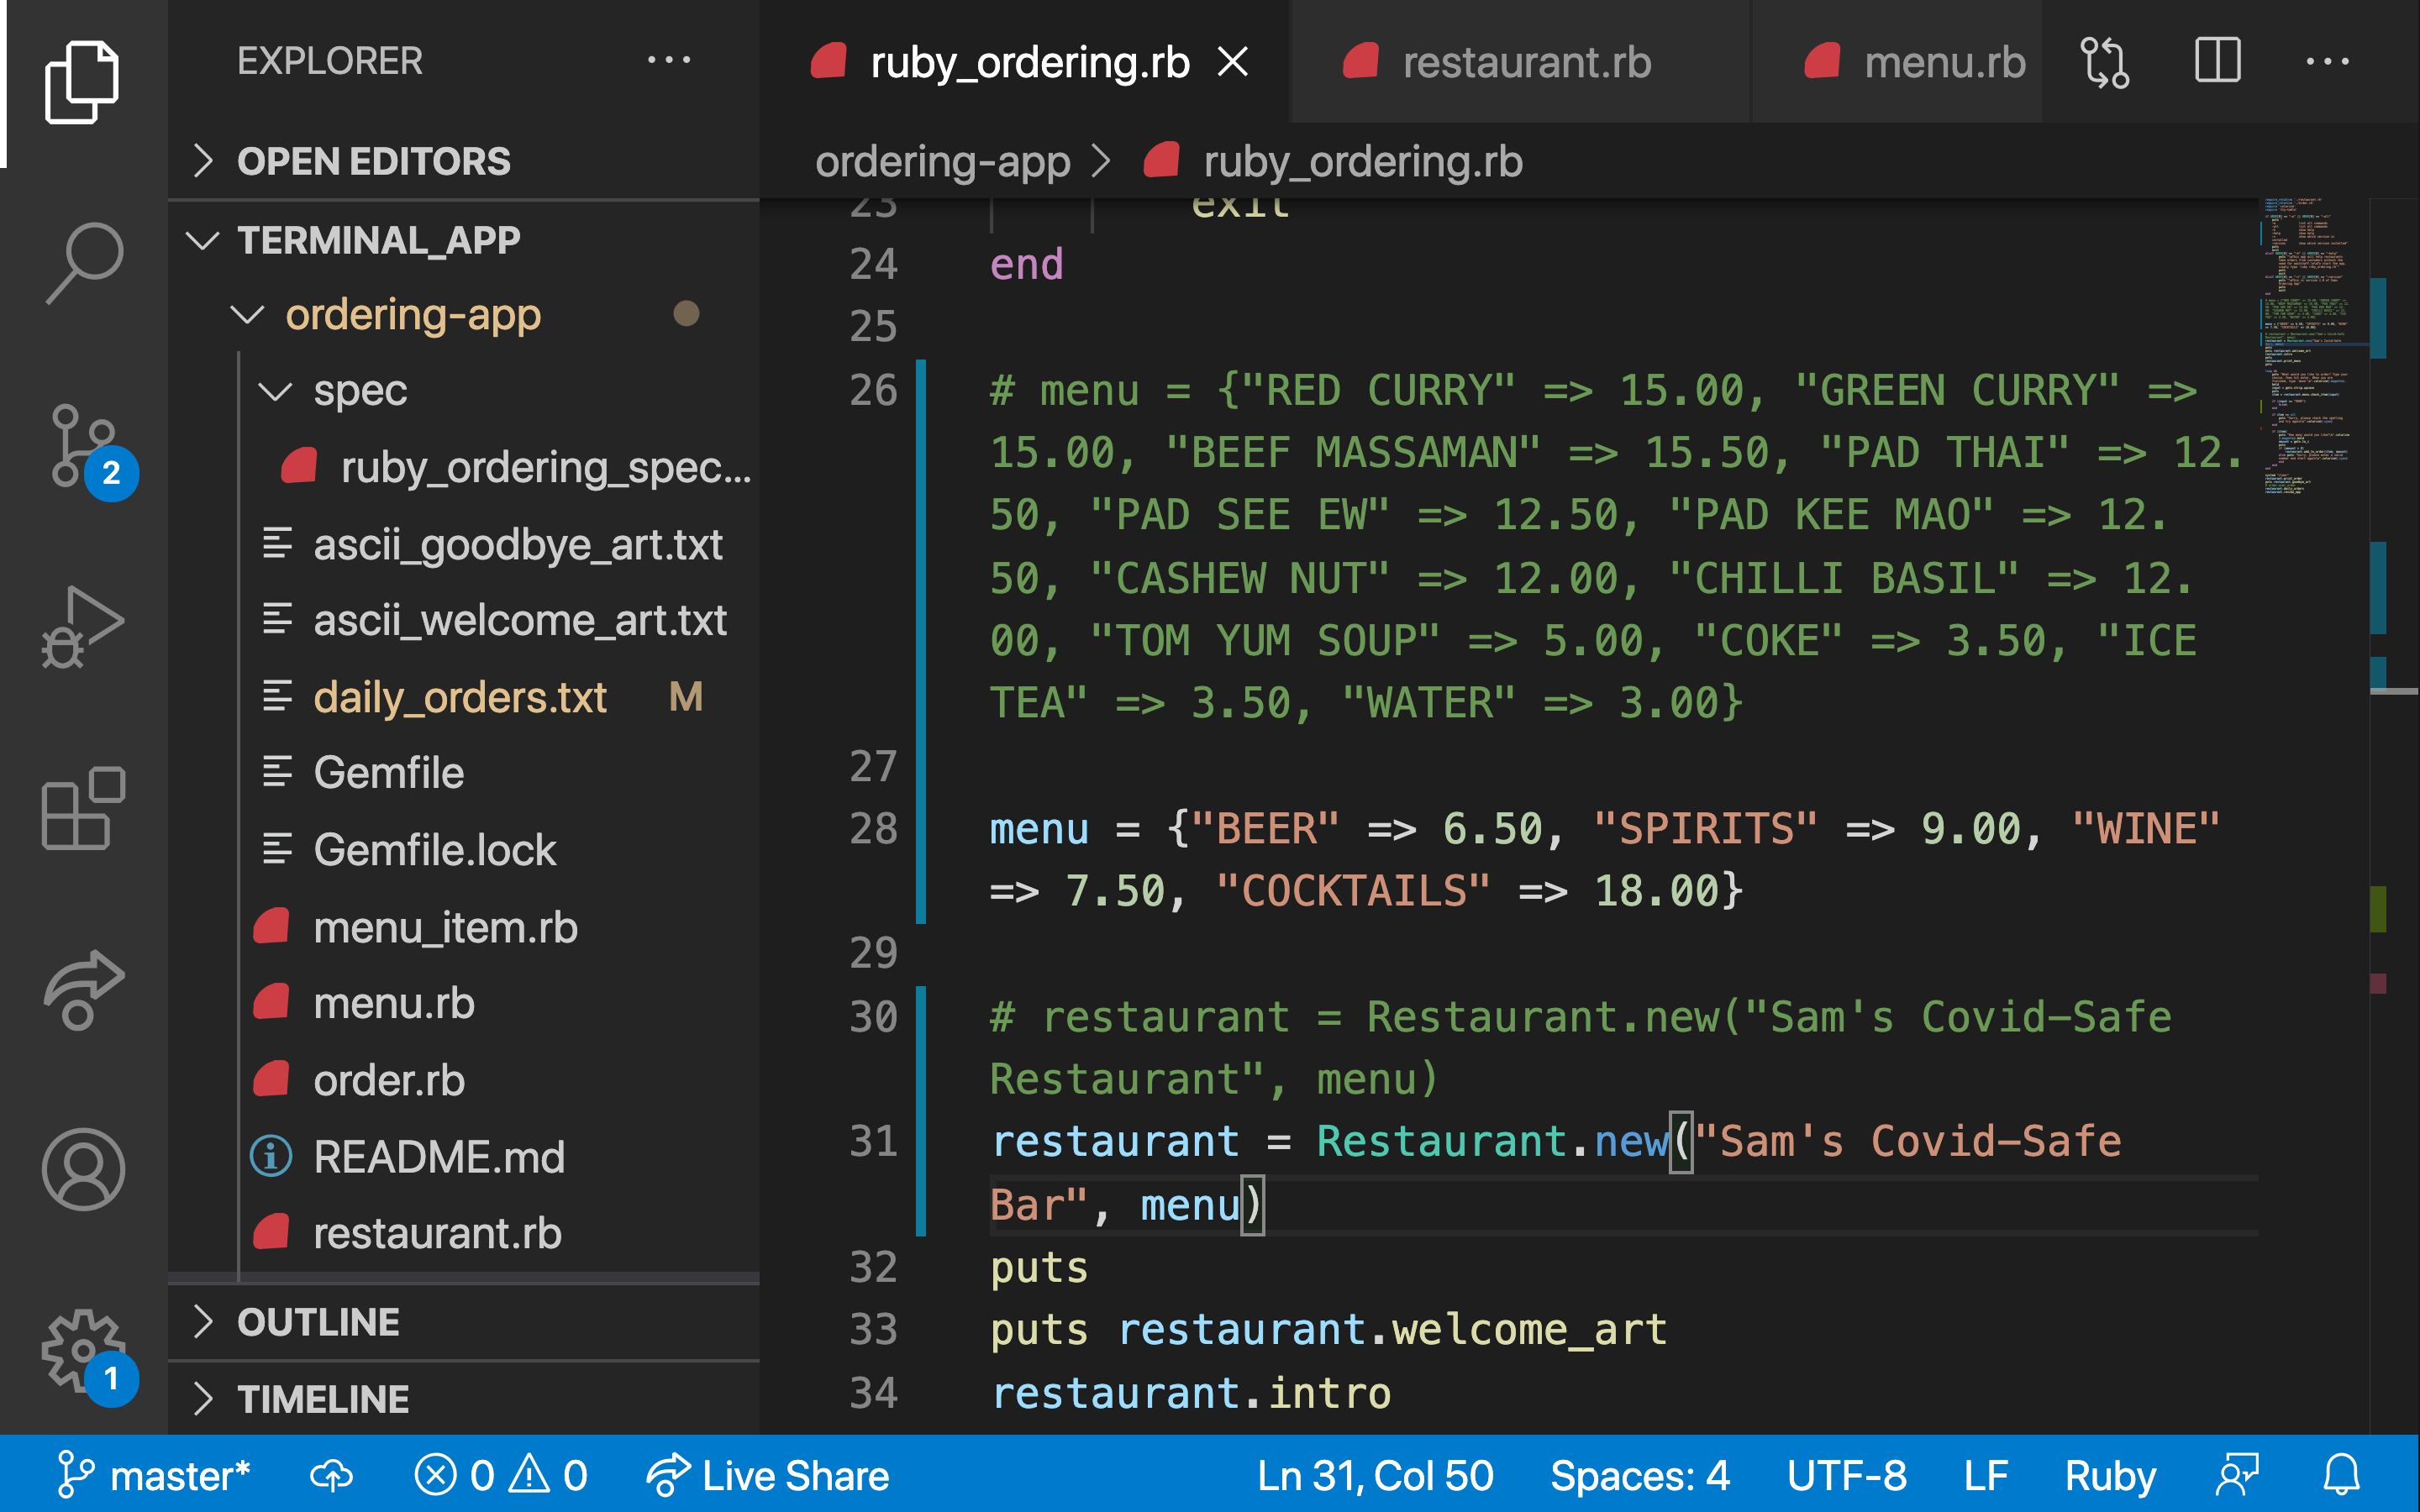 EXPLORER
OPEN EDITORS
TERMINAL_APP
ordering-app
spec
ruby_ordering_spec...
ascii_goodbye_art.txt
ascii_welcome_art.txt
daily_orders.txt M
Gemfile
Gemfile.lock
menu_item.rb
menu.rb
order.rb
README.md
restaurant.rb
OUTLINE
TIMELINE
2
1
ruby_ordering.rb restaurant.rb menu.rb
ordering-app > ruby_ordering.rb
23 exit
24 end
25
26 # menu = {"RED CURRY" => 15.00, "GREEN CURRY" =>
15.00, "BEEF MASSAMAN" => 15.50, "PAD THAI" => 12.
50, "PAD SEE EW" => 12.50, "PAD KEE MAO" => 12.
50, "CASHEW NUT" => 12.00, "CHILLI BASIL" => 12.
00, "TOM YUM SOUP" => 5.00, "COKE" => 3.50, "ICE
TEA" => 3.50, "WATER" => 3.00}
27
28 menu = {"BEER" => 6.50, "SPIRITS" => 9.00, "WINE"
=> 7.50, "COCKTAILS" => 18.00}
29
30 # restaurant = Restaurant.new("Sam's Covid-Safe
Restaurant", menu)
31 restaurant = Restaurant.new("Sam's Covid-Safe
Bar", menu)
32 puts
33 puts restaurant.welcome_art
34 restaurant.intro
master* 0 0 Live Share Ln 31, Col 50 Spaces: 4 UTF-8 LF Ruby